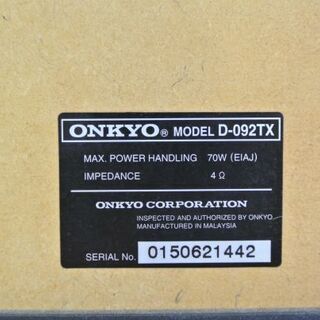 ONKYO® MODEL D-092TX
MAX. POWER HANDLING 70W (EIAJ)
IMPEDANCE 4 Ω
ONKYO CORPORATION
INSPECTED AND AUTHORIZED BY ONKYO
MANUFACTURED IN MALAYSIA
SERIAL No. 0150621442